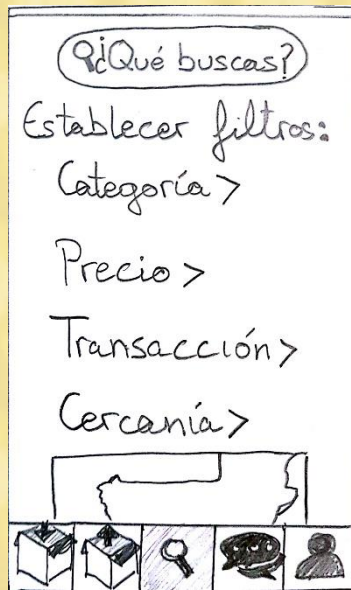 ¿Qué buscas?
Establecer filtros:
Categoría >
Precio >
Transacción >
Cercanía >